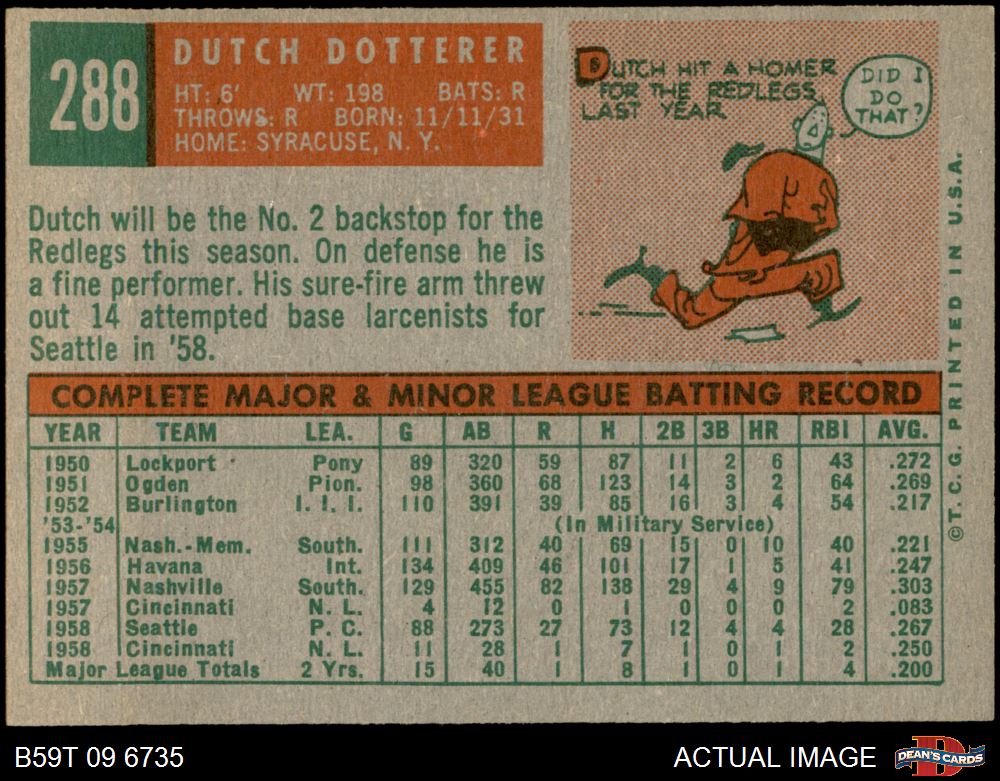 288
DUTCH DOTTERER
HT: 6' WT: 198 BATS: R
THROWS: R BORN: 11/11/31
HOME: SYRACUSE, N. Y.
DUTCH HIT A HOMER
FOR THE REDLEGS
LAST YEAR
DID I
DO
THAT?
Dutch will be the No. 2 backstop for the
Redlegs this season. On defense he is
a fine performer. His sure-fire arm threw
out 14 attempted base larcenists for
Seattle in '58.
©T. C. G. PRINTED IN U.S.A.
COMPLETE MAJOR & MINOR LEAGUE BATTING RECORD
YEAR TEAM LEA. G AB R H 2B 3B HR RBI AVG.
1950 Lockport Pony 89 320 59 87 11 2 6 43 .272
1951 Ogden Pion. 98 360 68 123 14 3 2 64 .269
1952 Burlington I. I. I. 110 391 39 85 16 3 4 54 .217
'53-'54 (In Military Service)
1955 Nash.-Mem. South. 111 312 40 69 15 0 10 40 .221
1956 Havana Int. 134 409 46 101 17 1 5 41 .247
1957 Nashville South. 129 455 82 138 29 4 9 79 .303
1957 Cincinnati N. L. 4 12 0 1 0 0 0 2 .083
1958 Seattle P. C. 88 273 27 73 12 4 4 28 .267
1958 Cincinnati N. L. 11 28 1 7 1 0 1 2 .250
Major League Totals 2 Yrs. 15 40 1 8 1 0 1 4 .200
B59T 09 6735
ACTUAL IMAGE
DEAN'S CARDS